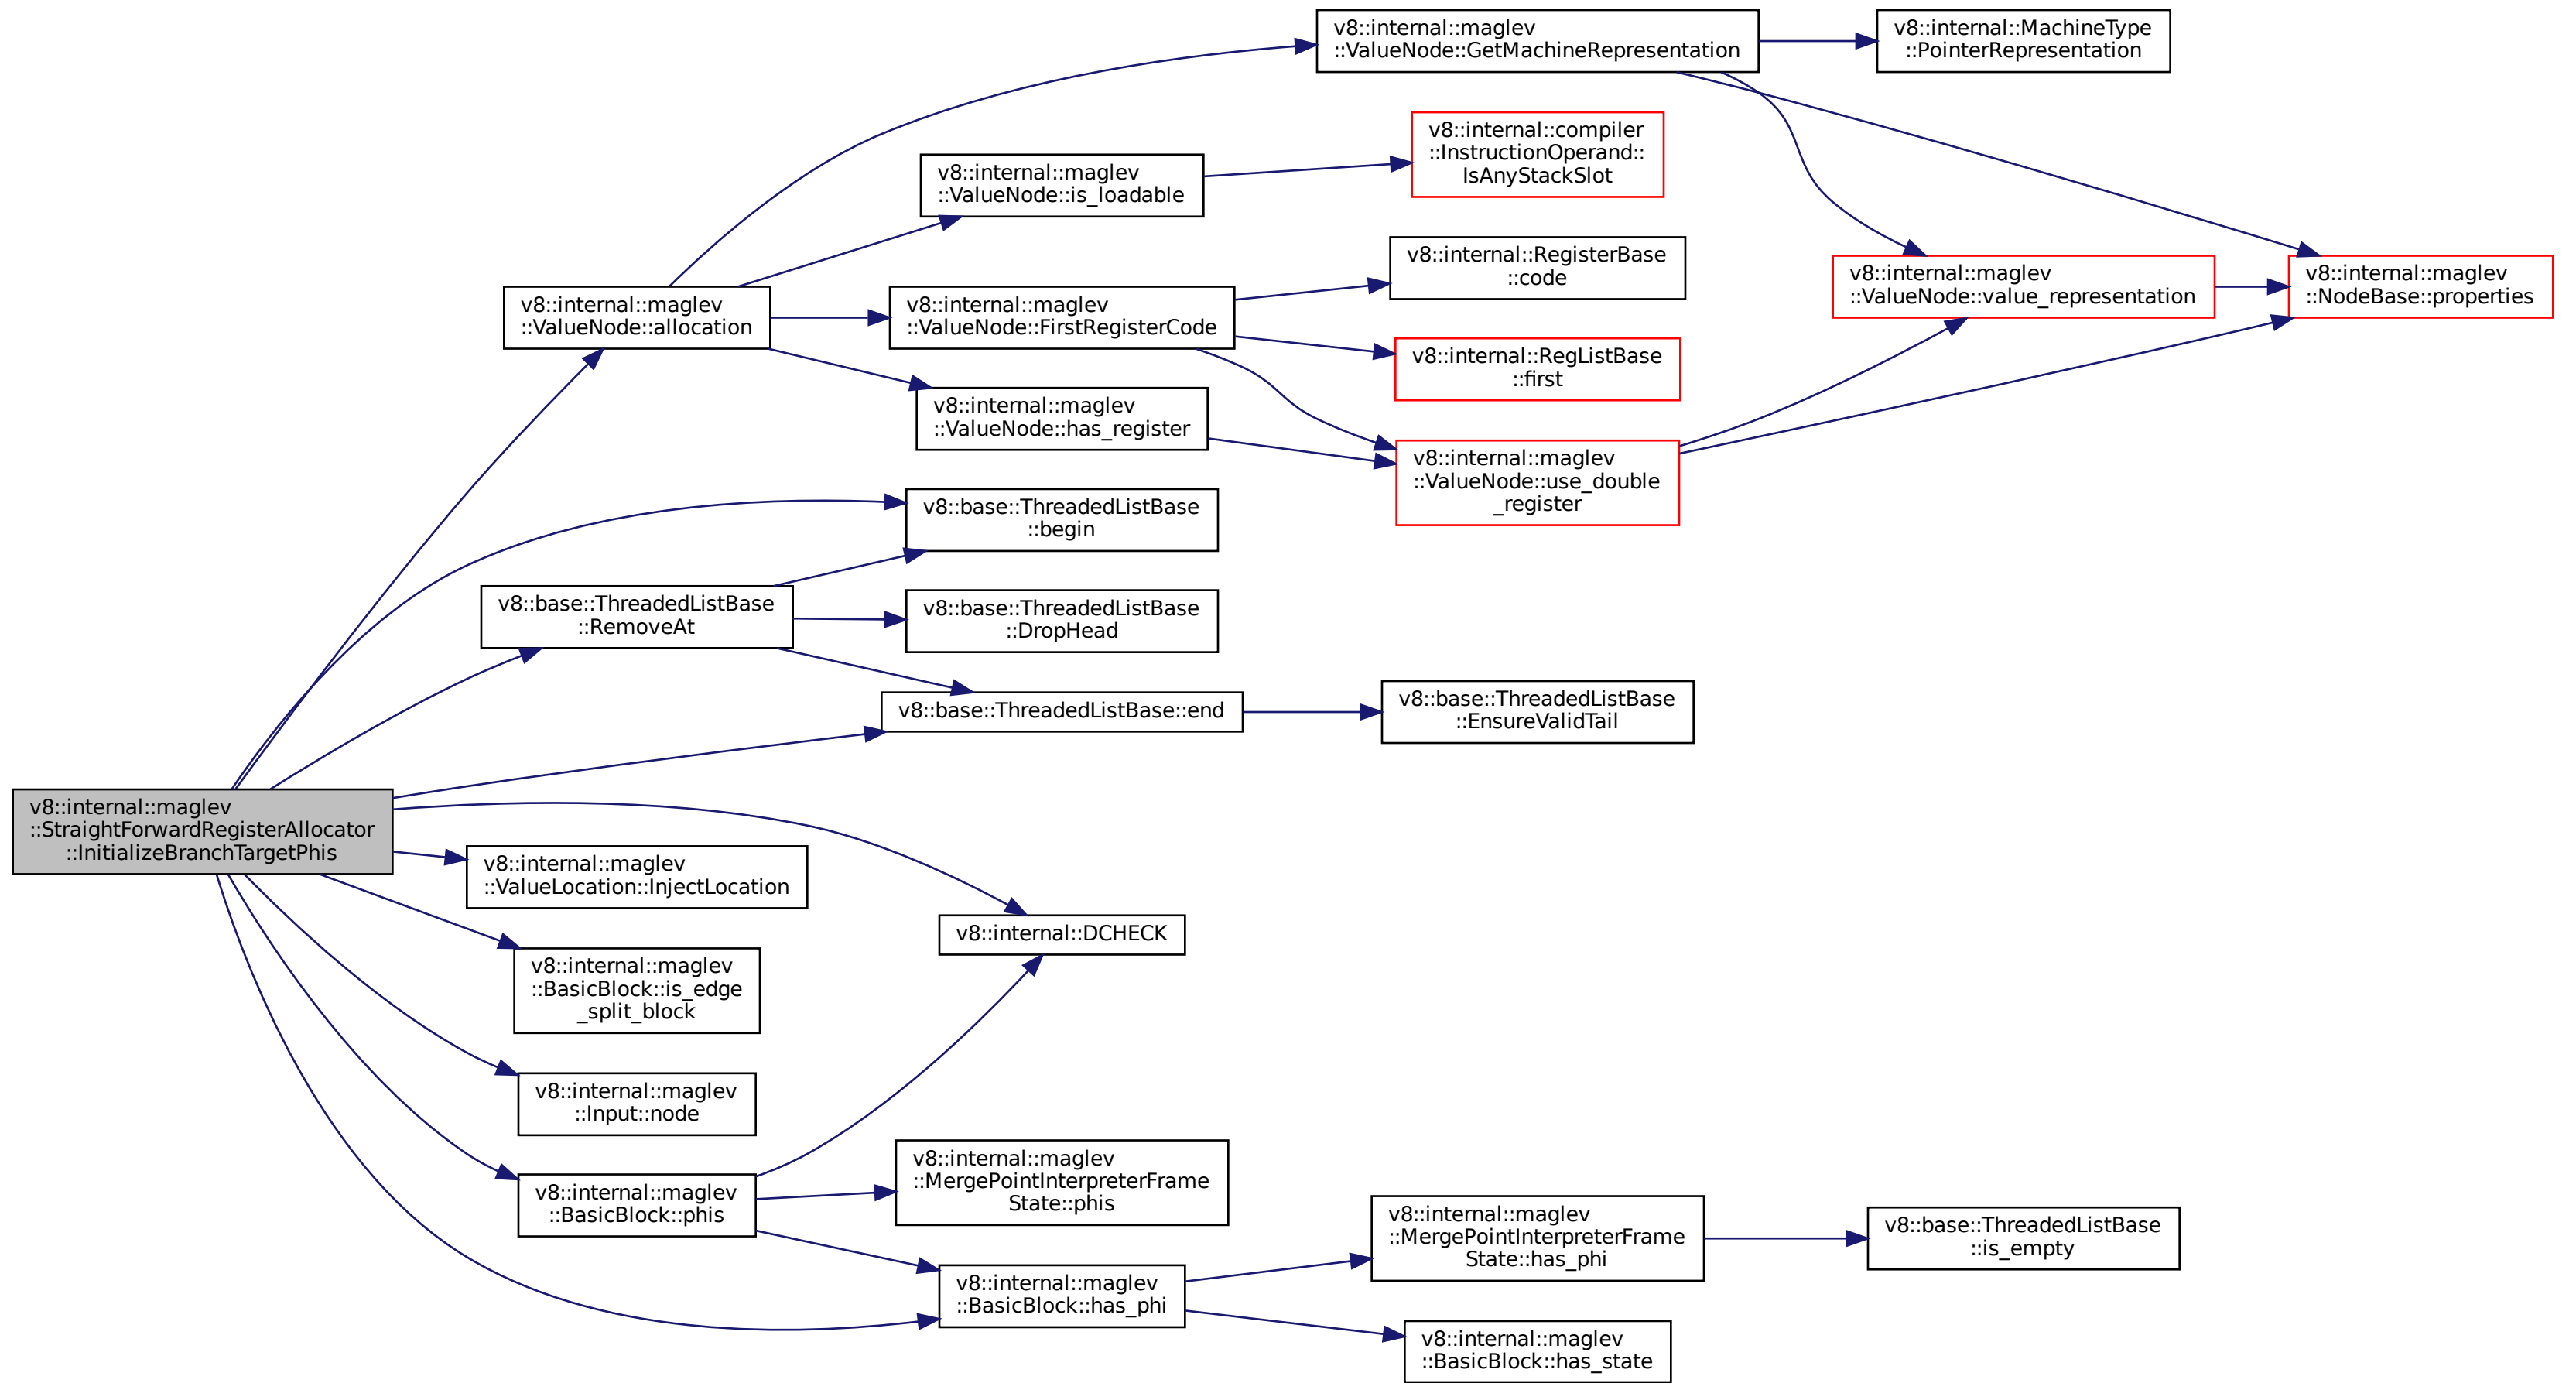 v8::internal::maglev
::StraightForwardRegisterAllocator
::InitializeBranchTargetPhis
v8::internal::maglev
::ValueNode::allocation
v8::base::ThreadedListBase
::RemoveAt
v8::internal::maglev
::ValueLocation::InjectLocation
v8::internal::maglev
::BasicBlock::is_edge
_split_block
v8::internal::maglev
::Input::node
v8::internal::maglev
::BasicBlock::phis
v8::internal::maglev
::ValueNode::is_loadable
v8::internal::maglev
::ValueNode::FirstRegisterCode
v8::internal::maglev
::ValueNode::has_register
v8::base::ThreadedListBase
::begin
v8::base::ThreadedListBase
::DropHead
v8::base::ThreadedListBase::end
v8::internal::DCHECK
v8::internal::maglev
::MergePointInterpreterFrame
State::phis
v8::internal::maglev
::BasicBlock::has_phi
v8::internal::maglev
::ValueNode::GetMachineRepresentation
v8::internal::compiler
::InstructionOperand::
IsAnyStackSlot
v8::internal::RegisterBase
::code
v8::internal::RegListBase
::first
v8::internal::maglev
::ValueNode::use_double
_register
v8::base::ThreadedListBase
::EnsureValidTail
v8::internal::maglev
::MergePointInterpreterFrame
State::has_phi
v8::internal::maglev
::BasicBlock::has_state
v8::internal::MachineType
::PointerRepresentation
v8::internal::maglev
::ValueNode::value_representation
v8::base::ThreadedListBase
::is_empty
v8::internal::maglev
::NodeBase::properties